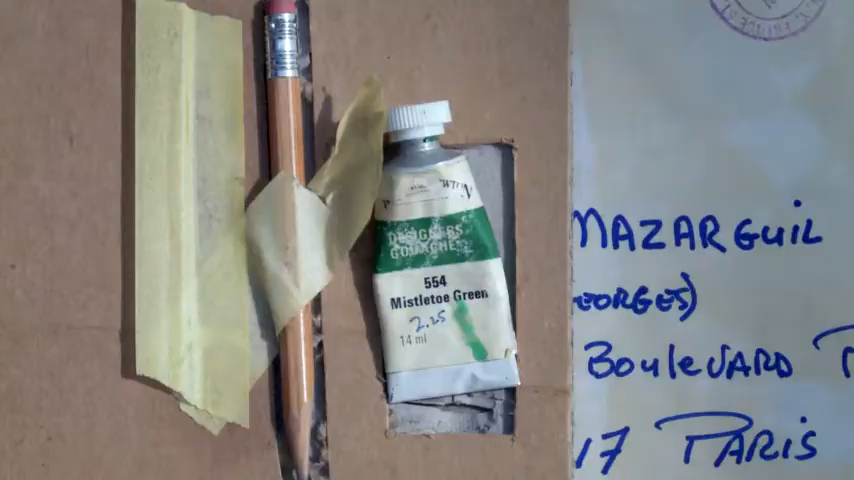 DESIGNERS
GOUACHE
554
Mistletoe Green
2.25
14 ml
MAZARGUIL
EORGES)
BOULEVARD
17 PARIS